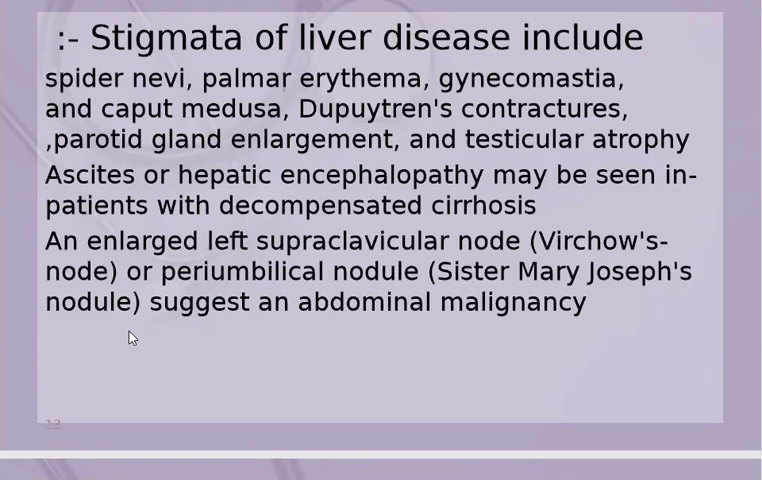 :- Stigmata of liver disease include
spider nevi, palmar erythema, gynecomastia,
and caput medusa, Dupuytren's contractures,
,parotid gland enlargement, and testicular atrophy
Ascites or hepatic encephalopathy may be seen in-
patients with decompensated cirrhosis
An enlarged left supraclavicular node (Virchow's-
node) or periumbilical nodule (Sister Mary Joseph's
nodule) suggest an abdominal malignancy
13